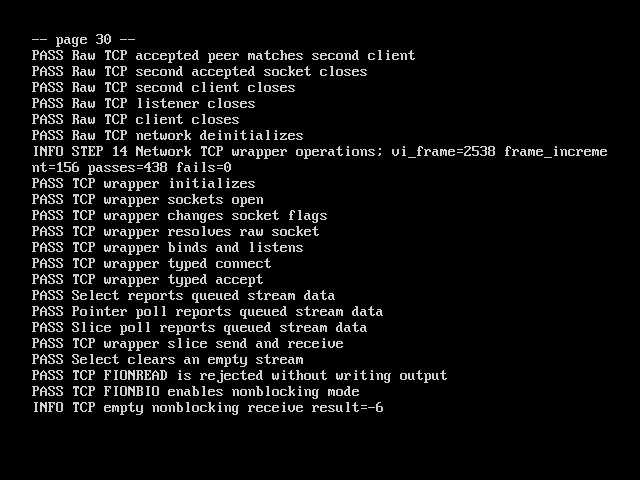 -- page 30 --
PASS Raw TCP accepted peer matches second client
PASS Raw TCP second accepted socket closes
PASS Raw TCP second client closes
PASS Raw TCP listener closes
PASS Raw TCP client closes
PASS Raw TCP network deinitializes
INFO STEP 14 Network TCP wrapper operations; vi_frame=2538 frame_increme
nt=156 passes=438 fails=0
PASS TCP wrapper initializes
PASS TCP wrapper sockets open
PASS TCP wrapper changes socket flags
PASS TCP wrapper resolves raw socket
PASS TCP wrapper binds and listens
PASS TCP wrapper typed connect
PASS TCP wrapper typed accept
PASS Select reports queued stream data
PASS Pointer poll reports queued stream data
PASS Slice poll reports queued stream data
PASS TCP wrapper slice send and receive
PASS Select clears an empty stream
PASS TCP FIONREAD is rejected without writing output
PASS TCP FIONBIO enables nonblocking mode
INFO TCP empty nonblocking receive result=-6